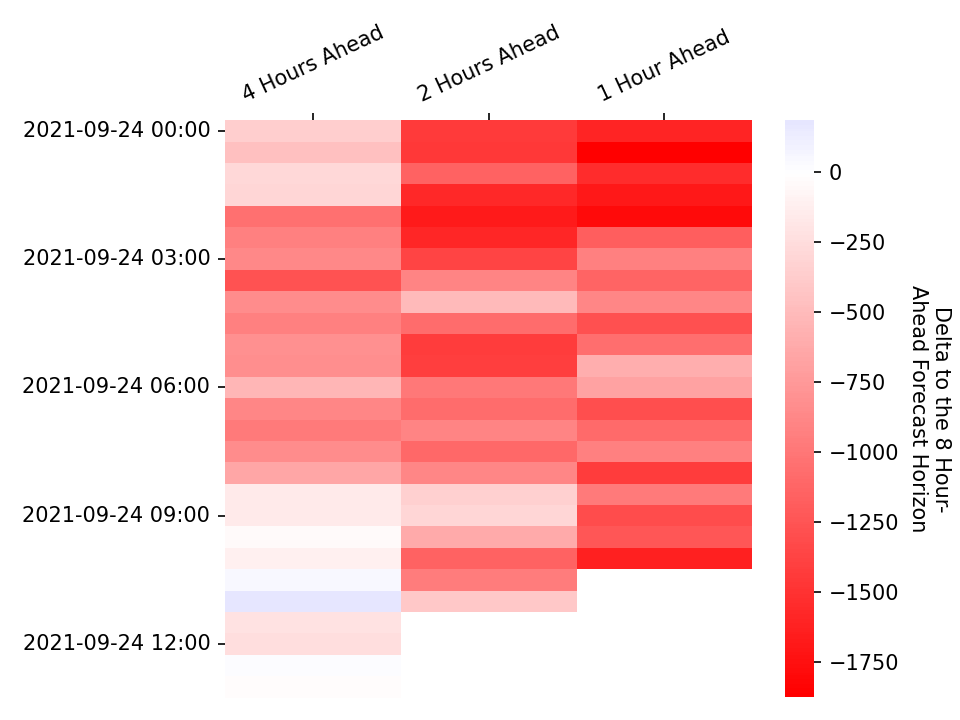 4 Hours Ahead
2 Hours Ahead
1 Hour Ahead
2021-09-24 00:00
2021-09-24 03:00
2021-09-24 06:00
2021-09-24 09:00
2021-09-24 12:00
0
−250
−500
−750
−1000
−1250
−1500
−1750
Delta to the 8 Hour-
Ahead Forecast Horizon